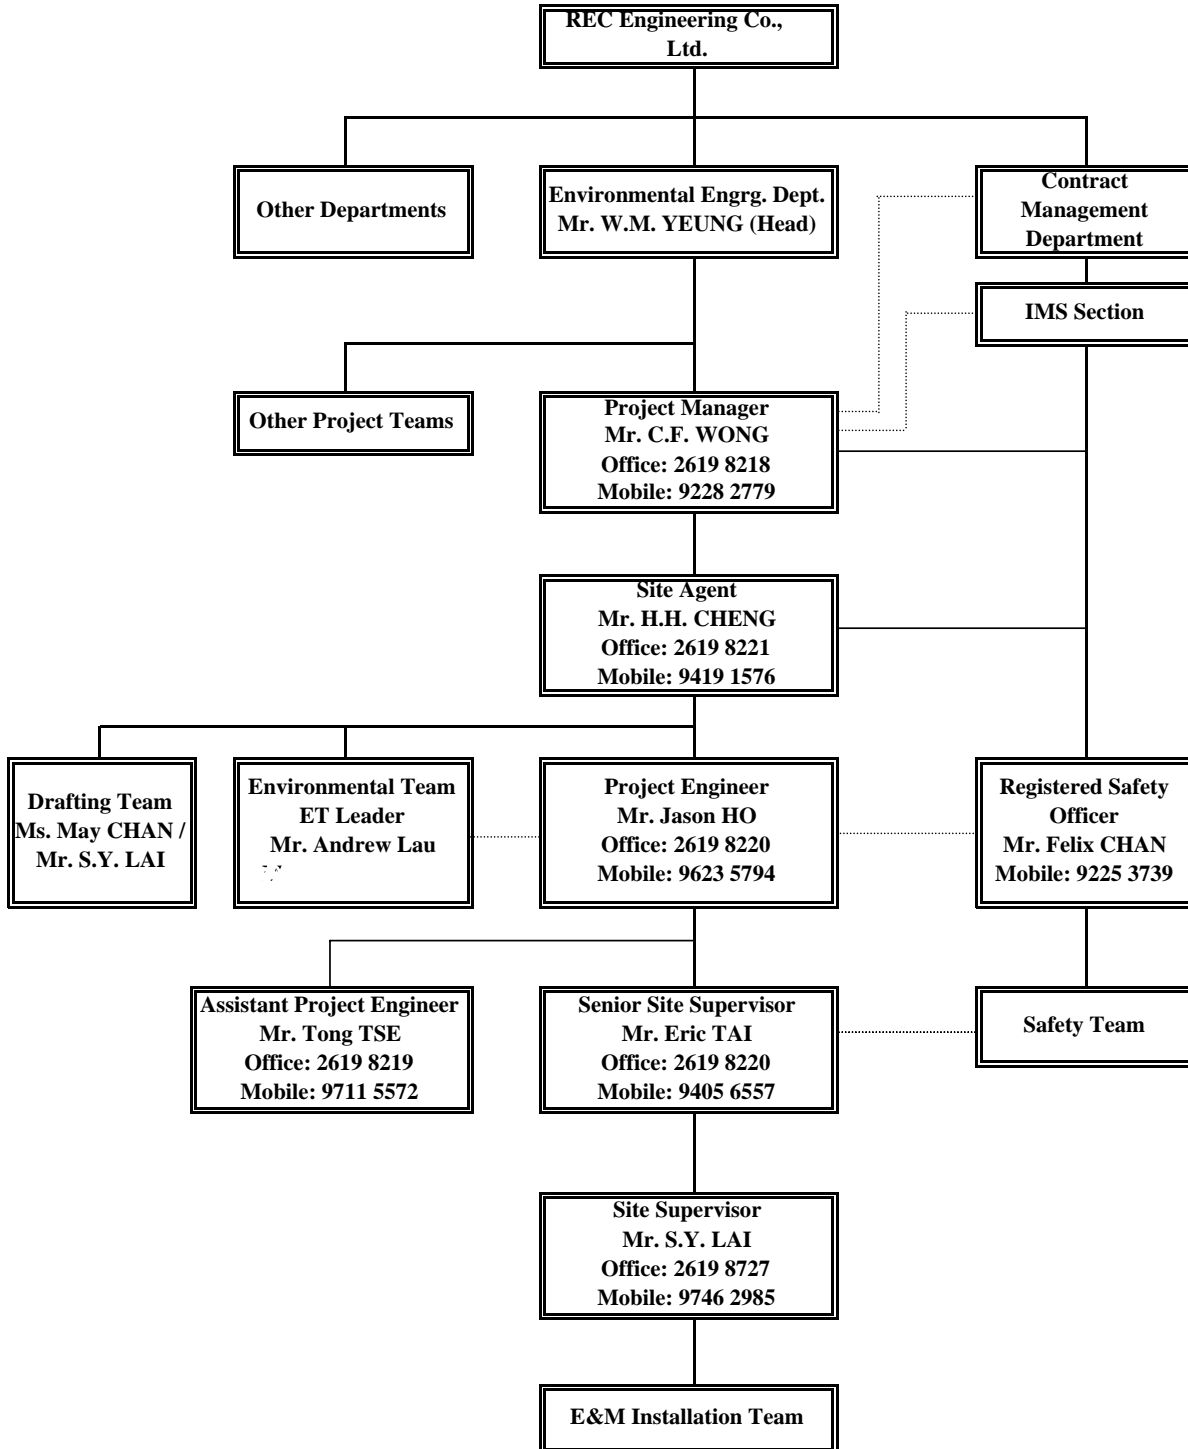 REC Engineering Co.,
Ltd.
Other Departments
Environmental Engrg. Dept.
Mr. W.M. YEUNG (Head)
Contract
Management
Department
IMS Section
Other Project Teams
Project Manager
Mr. C.F. WONG
Office: 2619 8218
Mobile: 9228 2779
Site Agent
Mr. H.H. CHENG
Office: 2619 8221
Mobile: 9419 1576
Drafting Team
Ms. May CHAN /
Mr. S.Y. LAI
Environmental Team
ET Leader
Mr. Andrew Lau
Project Engineer
Mr. Jason HO
Office: 2619 8220
Mobile: 9623 5794
Registered Safety
Officer
Mr. Felix CHAN
Mobile: 9225 3739
Assistant Project Engineer
Mr. Tong TSE
Office: 2619 8219
Mobile: 9711 5572
Senior Site Supervisor
Mr. Eric TAI
Office: 2619 8220
Mobile: 9405 6557
Safety Team
Site Supervisor
Mr. S.Y. LAI
Office: 2619 8727
Mobile: 9746 2985
E&M Installation Team